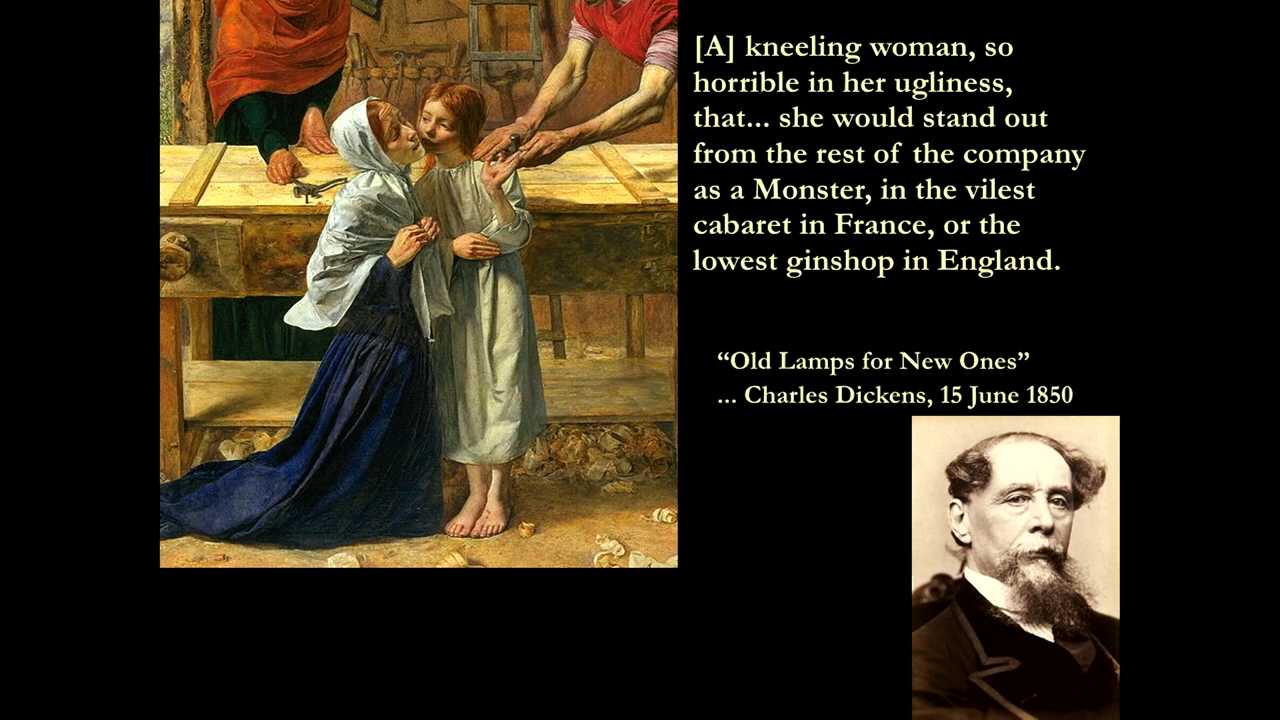 [A] kneeling woman, so
horrible in her ugliness,
that... she would stand out
from the rest of the company
as a Monster, in the vilest
cabaret in France, or the
lowest ginshop in England.
“Old Lamps for New Ones”
... Charles Dickens, 15 June 1850